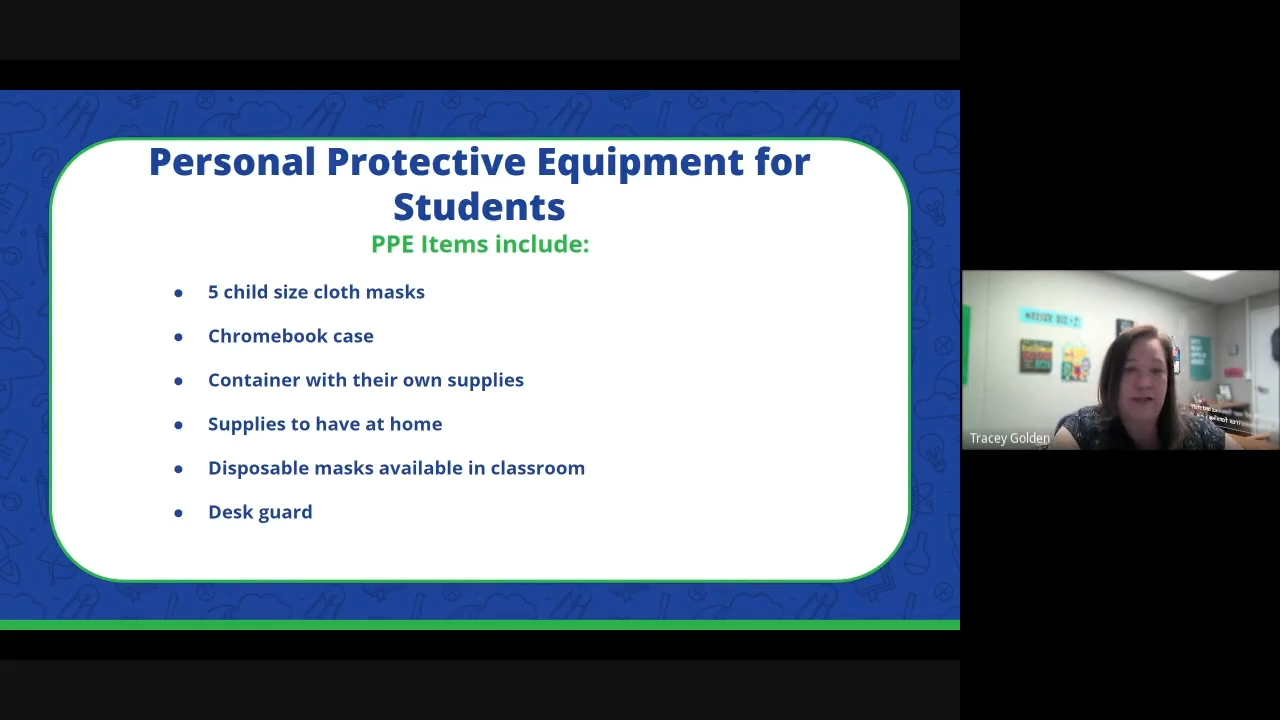 Personal Protective Equipment for
Students
PPE Items include:
● 5 child size cloth masks
● Chromebook case
● Container with their own supplies
● Supplies to have at home
● Disposable masks available in classroom
● Desk guard
Tracey Golden